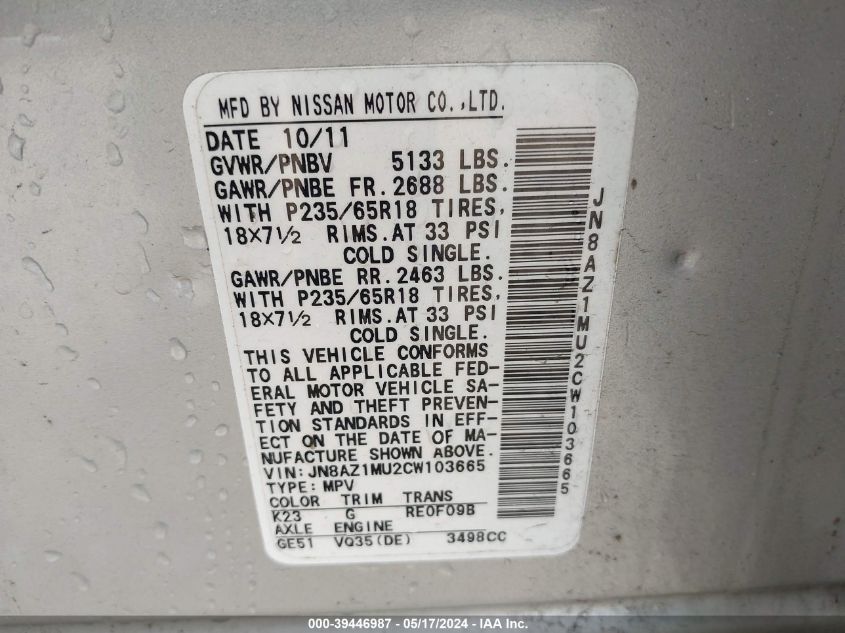 MFD BY NISSAN MOTOR CO.,LTD.
DATE 10/11
GVWR/PNBV 5133 LBS.
GAWR/PNBE FR. 2688 LBS.
WITH P235/65R18 TIRES,
18X7½ RIMS.AT 33 PSI
COLD SINGLE.
GAWR/PNBE RR. 2463 LBS.
WITH P235/65R18 TIRES,
18X7½ RIMS.AT 33 PSI
COLD SINGLE.
THIS VEHICLE CONFORMS
TO ALL APPLICABLE FED-
ERAL MOTOR VEHICLE SA-
FETY AND THEFT PREVEN-
TION STANDARDS IN EFF-
ECT ON THE DATE OF MA-
NUFACTURE SHOWN ABOVE.
VIN: JN8AZ1MU2CW103665
TYPE: MPV
COLOR TRIM TRANS
K23 G RE0F09B
AXLE ENGINE
GE51 VQ35(DE) 3498CC
JN8AZ1MU2CW103665
000-39446987 - 05/17/2024 - IAA Inc.